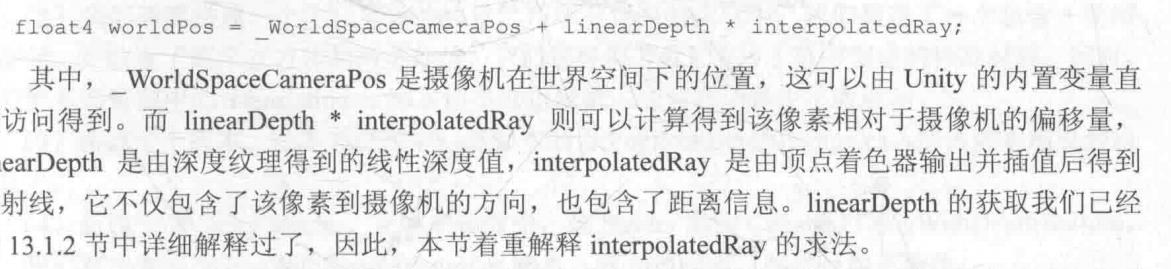 float4 worldPos = _WorldSpaceCameraPos + linearDepth * interpolatedRay;
其中，_WorldSpaceCameraPos 是摄像机在世界空间下的位置，这可以由 Unity 的内置变量直
访问得到。而 linearDepth * interpolatedRay 则可以计算得到该像素相对于摄像机的偏移量，
nearDepth 是由深度纹理得到的线性深度值，interpolatedRay 是由顶点着色器输出并插值后得到
射线，它不仅包含了该像素到摄像机的方向，也包含了距离信息。linearDepth 的获取我们已经
13.1.2 节中详细解释过了，因此，本节着重解释 interpolatedRay 的求法。